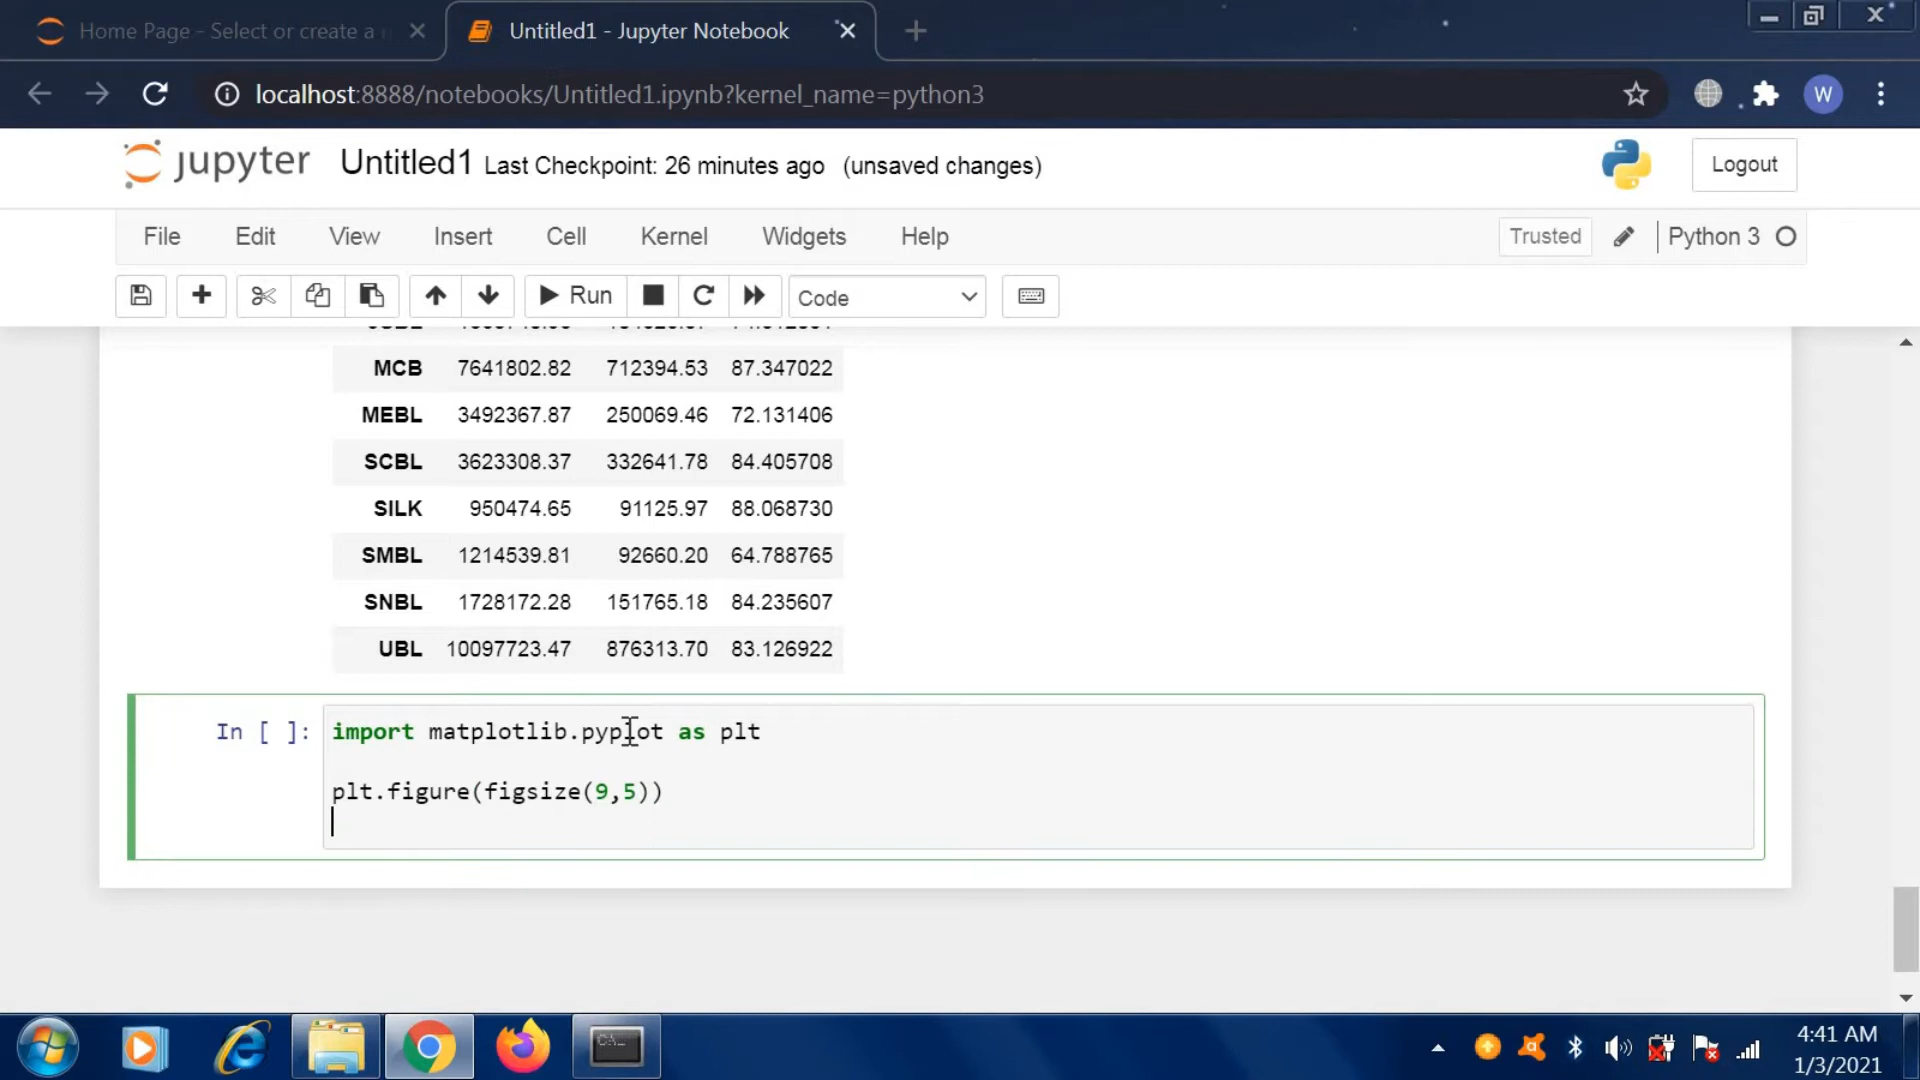 Home Page - Select or create a
Untitled1 - Jupyter Notebook
localhost:8888/notebooks/Untitled1.ipynb?kernel_name=python3
W
jupyter Untitled1 Last Checkpoint: 26 minutes ago (unsaved changes)
Logout
File Edit View Insert Cell Kernel Widgets Help
Trusted
Python 3
Run
Code
MCB 7641802.82 712394.53 87.347022
MEBL 3492367.87 250069.46 72.131406
SCBL 3623308.37 332641.78 84.405708
SILK 950474.65 91125.97 88.068730
SMBL 1214539.81 92660.20 64.788765
SNBL 1728172.28 151765.18 84.235607
UBL 10097723.47 876313.70 83.126922
In [ ]: import matplotlib.pyplot as plt
plt.figure(figsize(9,5))
4:41 AM
1/3/2021